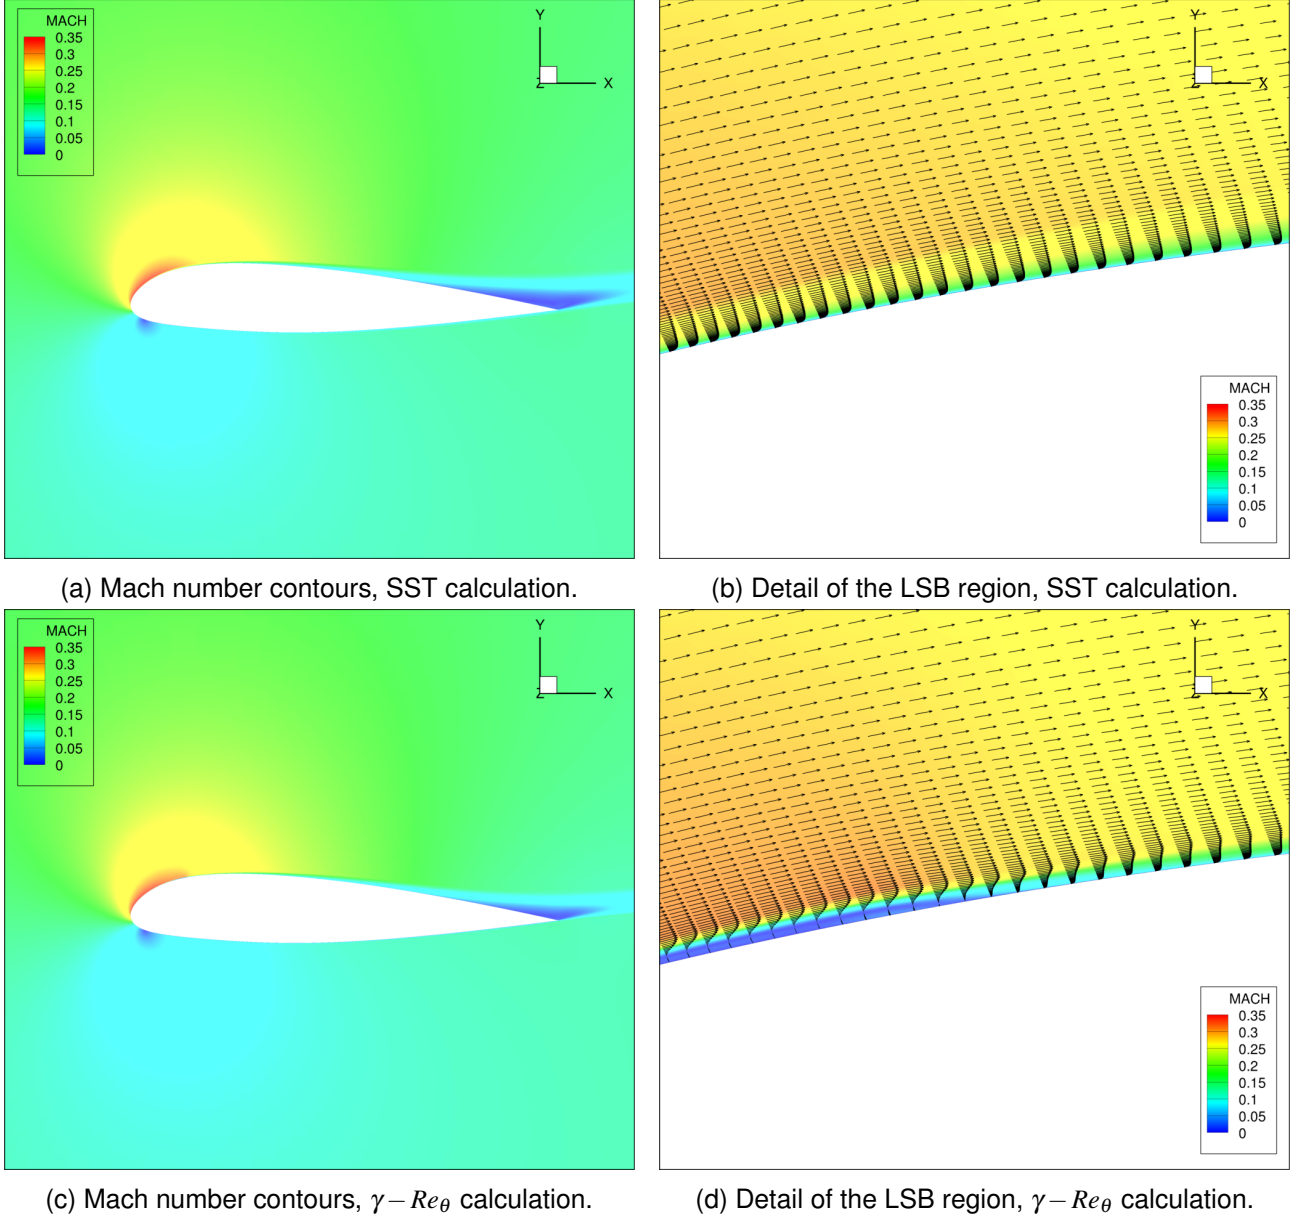 MACH
0.35
0.3
0.25
0.2
0.15
0.1
0.05
0
Y
Z
X
Y
Z
X
MACH
0.35
0.3
0.25
0.2
0.15
0.1
0.05
0
(a) Mach number contours, SST calculation.
(b) Detail of the LSB region, SST calculation.
MACH
0.35
0.3
0.25
0.2
0.15
0.1
0.05
0
Y
Z
X
Y
Z
X
MACH
0.35
0.3
0.25
0.2
0.15
0.1
0.05
0
(c) Mach number contours, γ − Re_θ calculation.
(d) Detail of the LSB region, γ − Re_θ calculation.